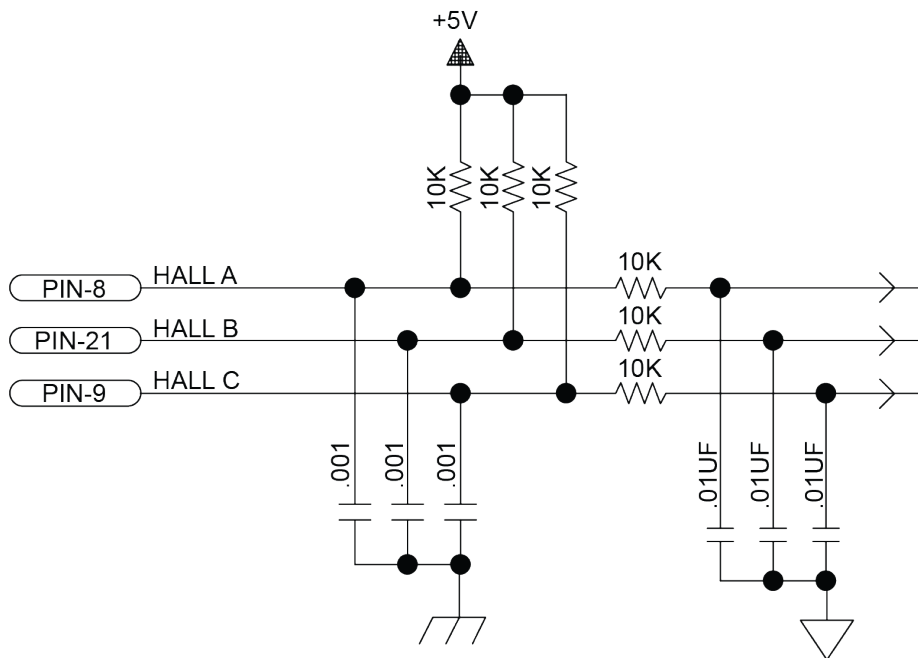 +5V
10K
10K
10K
HALL A
10K
PIN-8
HALL B
10K
PIN-21
HALL C
10K
PIN-9
.001
.001
.001
.01UF
.01UF
.01UF